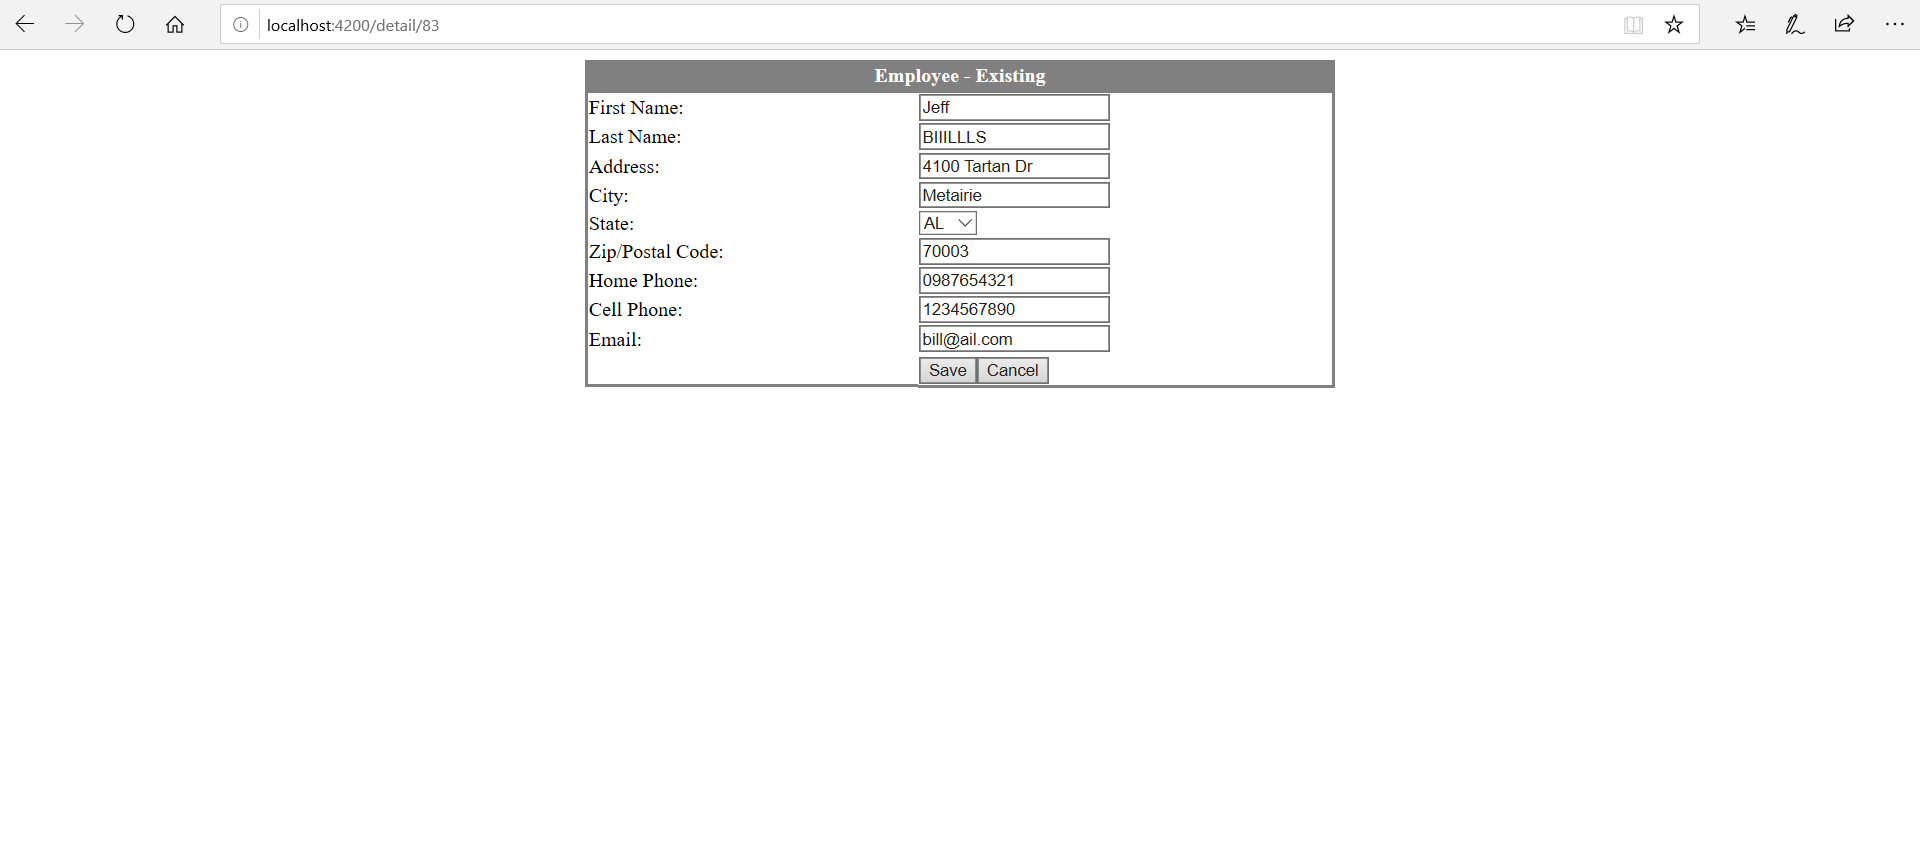 localhost:4200/detail/83
Employee - Existing
First Name: Jeff
Last Name: BIIILLLS
Address: 4100 Tartan Dr
City: Metairie
State: AL
Zip/Postal Code: 70003
Home Phone: 0987654321
Cell Phone: 1234567890
Email: bill@ail.com
Save Cancel